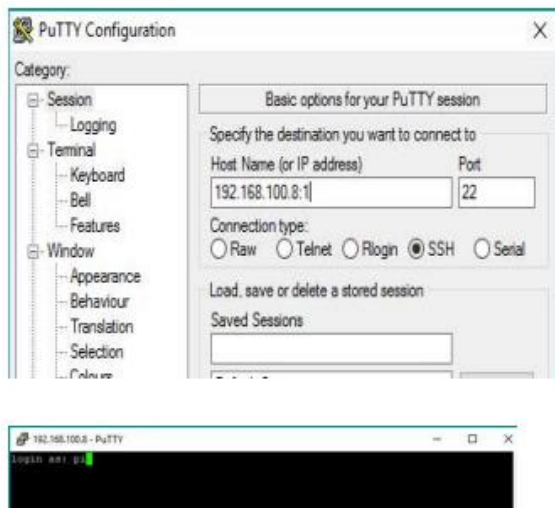 PuTTY Configuration
Category:
Session
Logging
Terminal
Keyboard
Bell
Features
Window
Appearance
Behaviour
Translation
Selection
Colours
Basic options for your PuTTY session
Specify the destination you want to connect to
Host Name (or IP address) Port
192.168.100.8:1 22
Connection type:
Raw Telnet Rlogin SSH Serial
Load, save or delete a stored session
Saved Sessions
192.168.100.8 - PuTTY
login as: pi